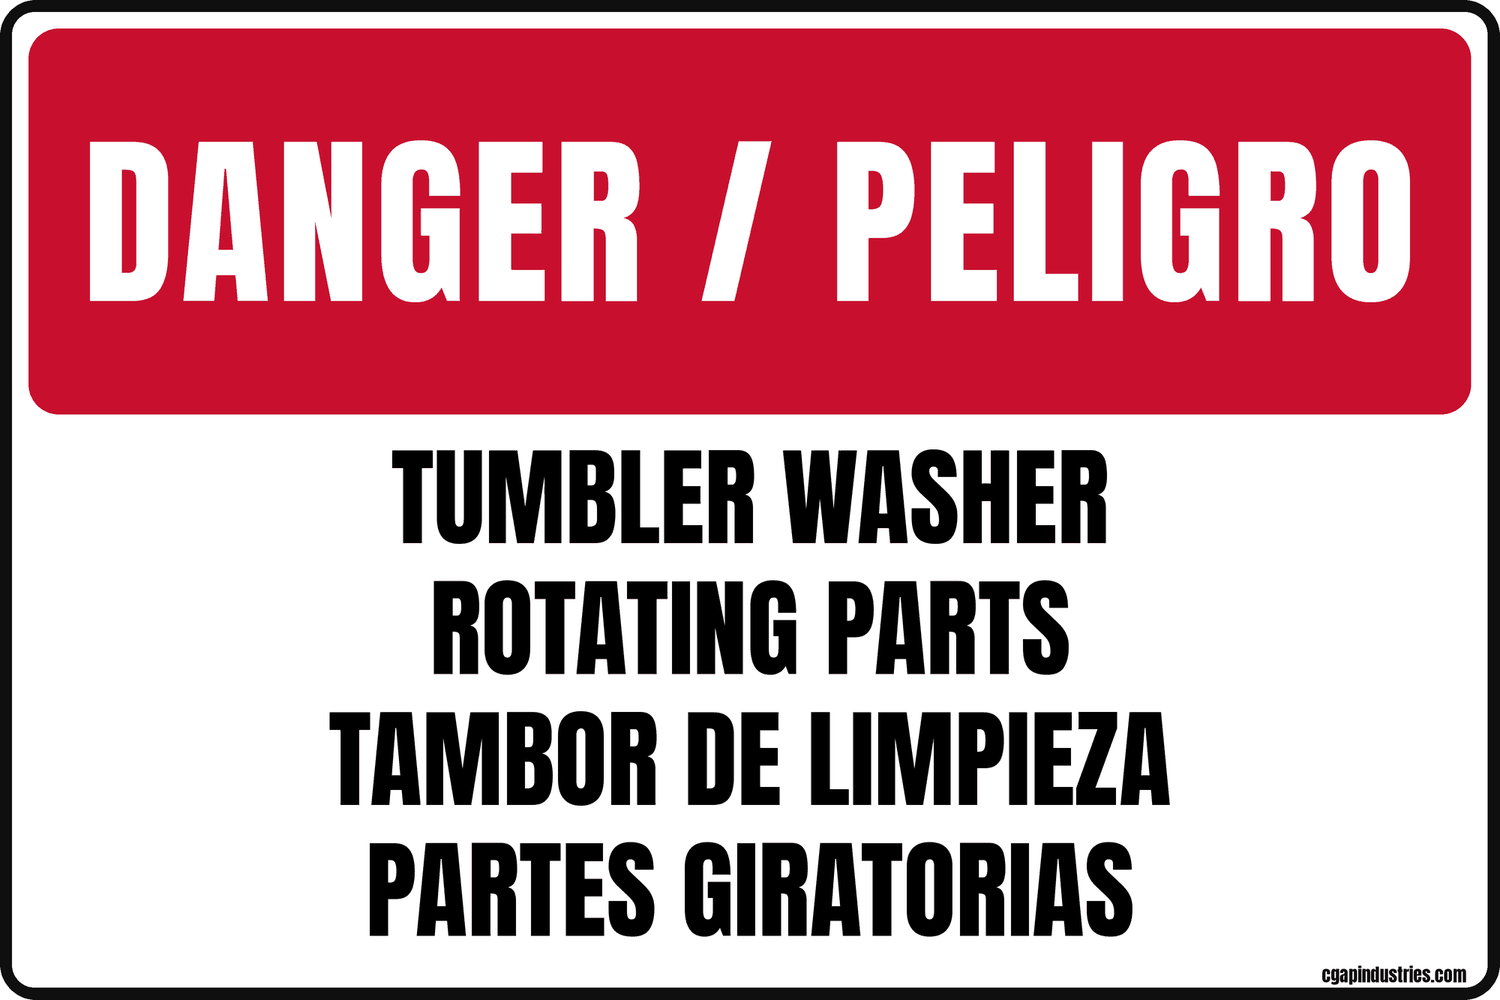 DANGER / PELIGRO
TUMBLER WASHER
ROTATING PARTS
TAMBOR DE LIMPIEZA
PARTES GIRATORIAS
cgapindustries.com